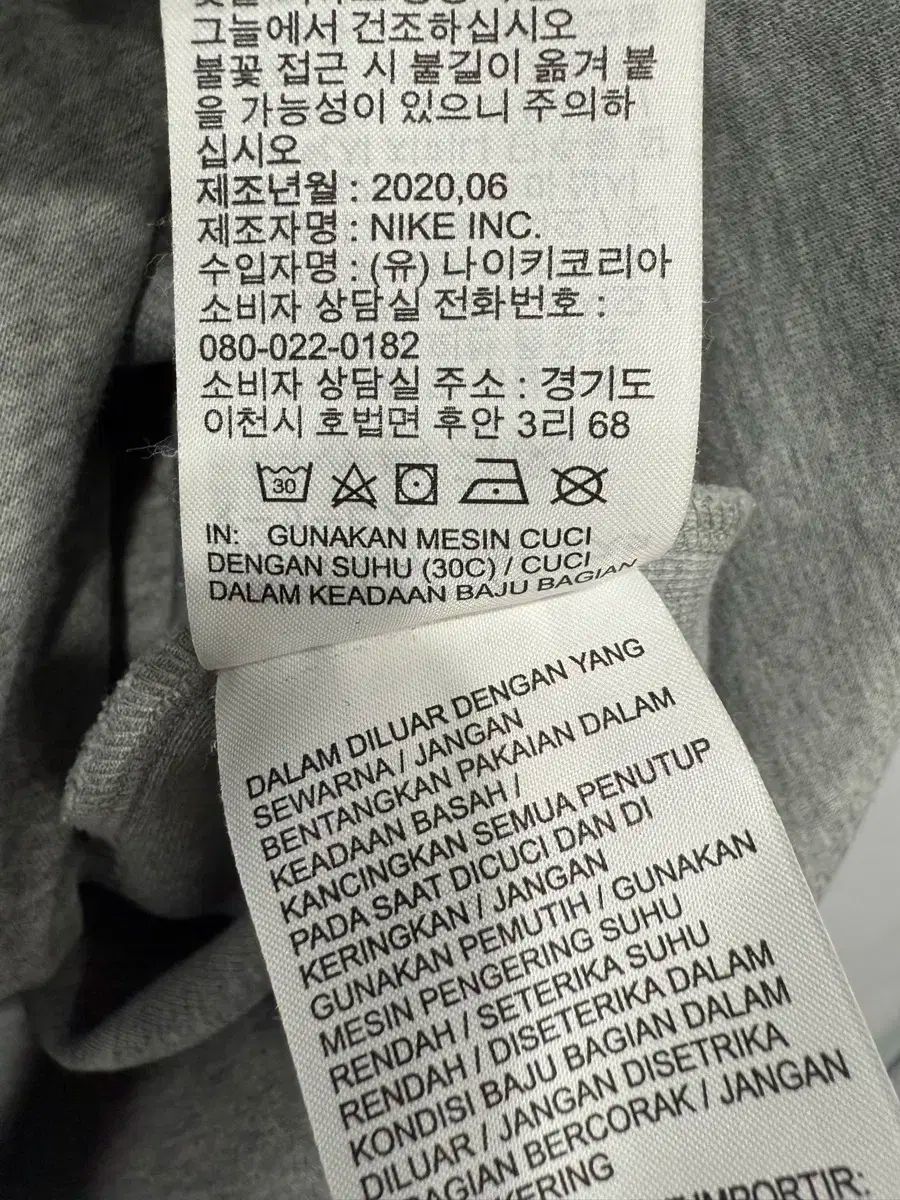 그늘에서 건조하십시오
불꽃 접근 시 불길이 옮겨 붙
을 가능성이 있으니 주의하
십시오
제조년월 : 2020,06
제조자명 : NIKE INC.
수입자명 : (유) 나이키코리아
소비자 상담실 전화번호 :
080-022-0182
소비자 상담실 주소 : 경기도
이천시 호법면 후안 3리 68
30
IN: GUNAKAN MESIN CUCI
DENGAN SUHU (30C) / CUCI
DALAM KEADAAN BAJU BAGIAN
DALAM DILUAR DENGAN YANG
SEWARNA / JANGAN
BENTANGKAN PAKAIAN DALAM
KEADAAN BASAH /
KANCINGKAN SEMUA PENUTUP
PADA SAAT DICUCI DAN DI
KERINGKAN / JANGAN
GUNAKAN PEMUTIH / GUNAKAN
MESIN PENGERING SUHU
RENDAH / SETERIKA SUHU
RENDAH / DISETERIKA DALAM
KONDISI BAJU BAGIAN DALAM
DILUAR / JANGAN DISETRIKA
BAGIAN BERCORAK / JANGAN